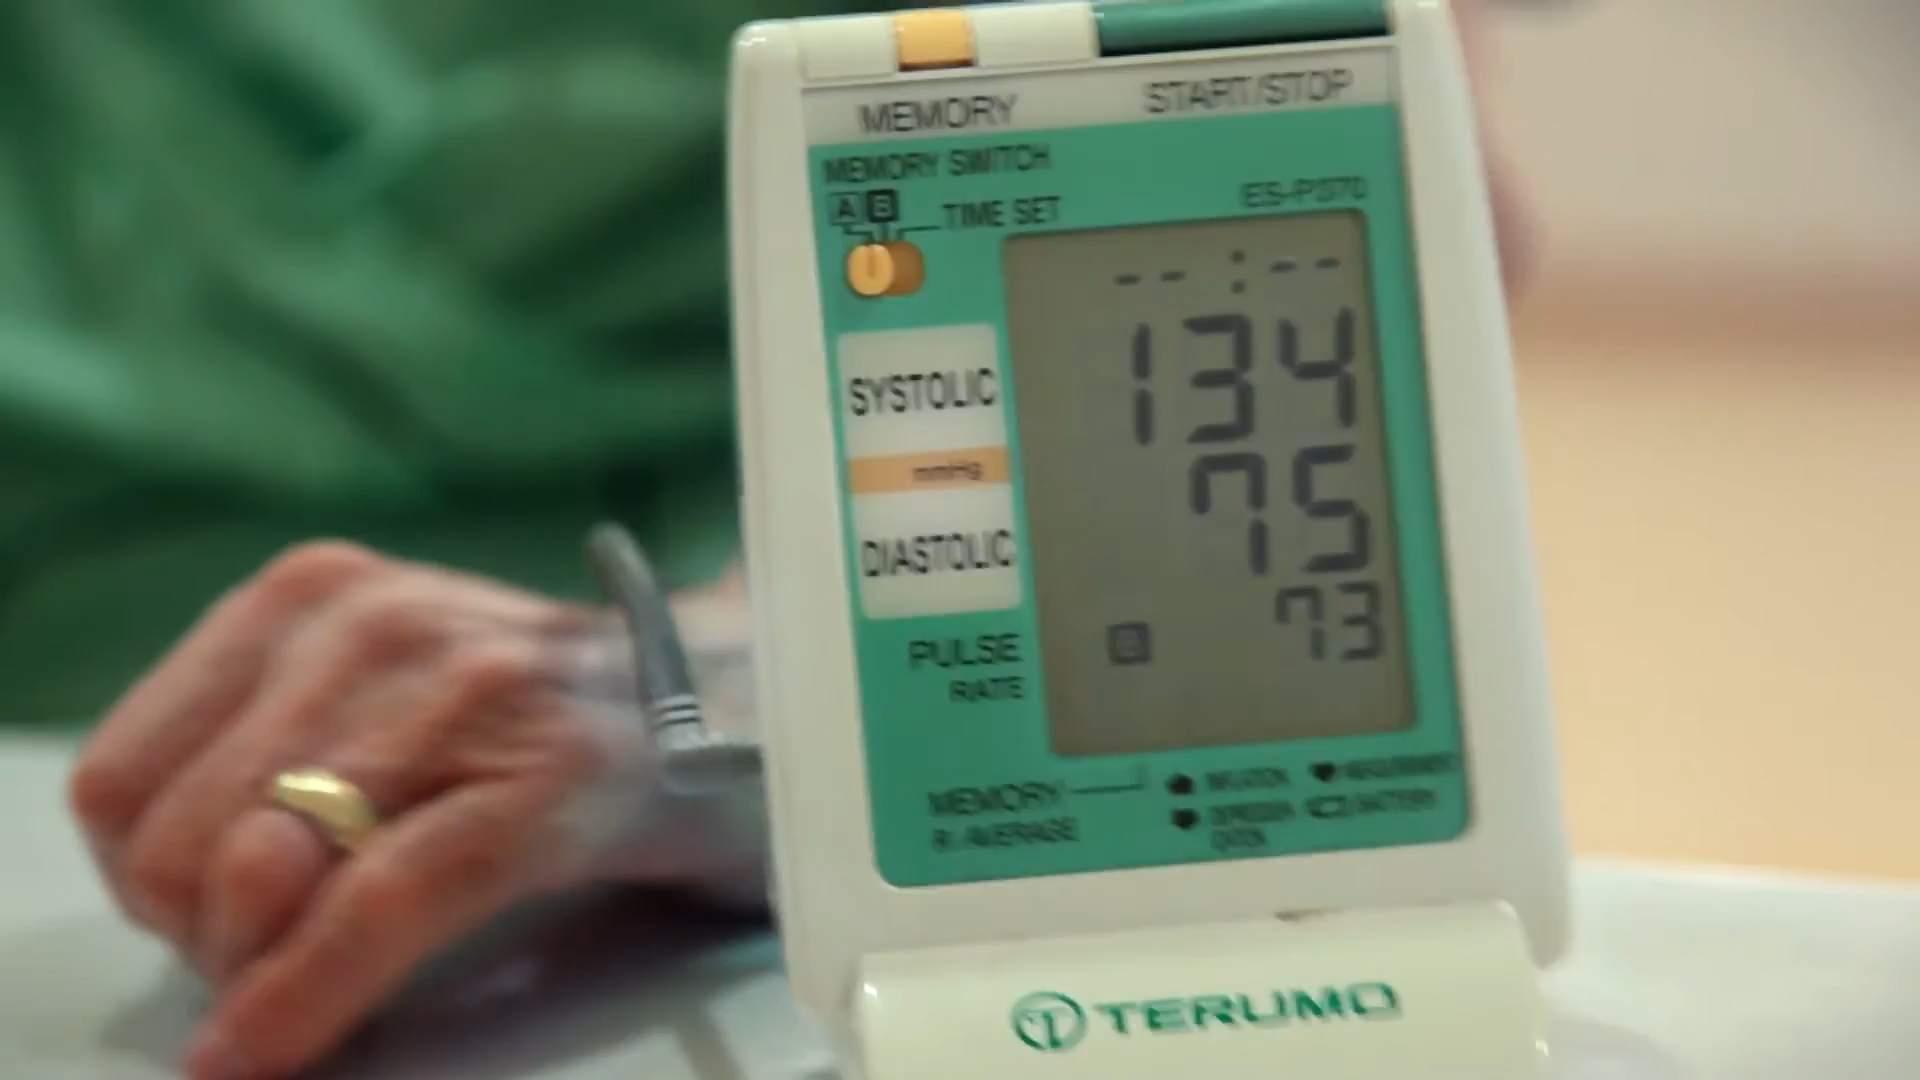 MEMORY START/STOP
MEMORY SWITCH
A B
TIME SET
ES-P370
--:--
SYSTOLIC
134
mmHg
DIASTOLIC
75
PULSE
RATE
73
MEMORY
AVERAGE
BATTERY
TERUMO